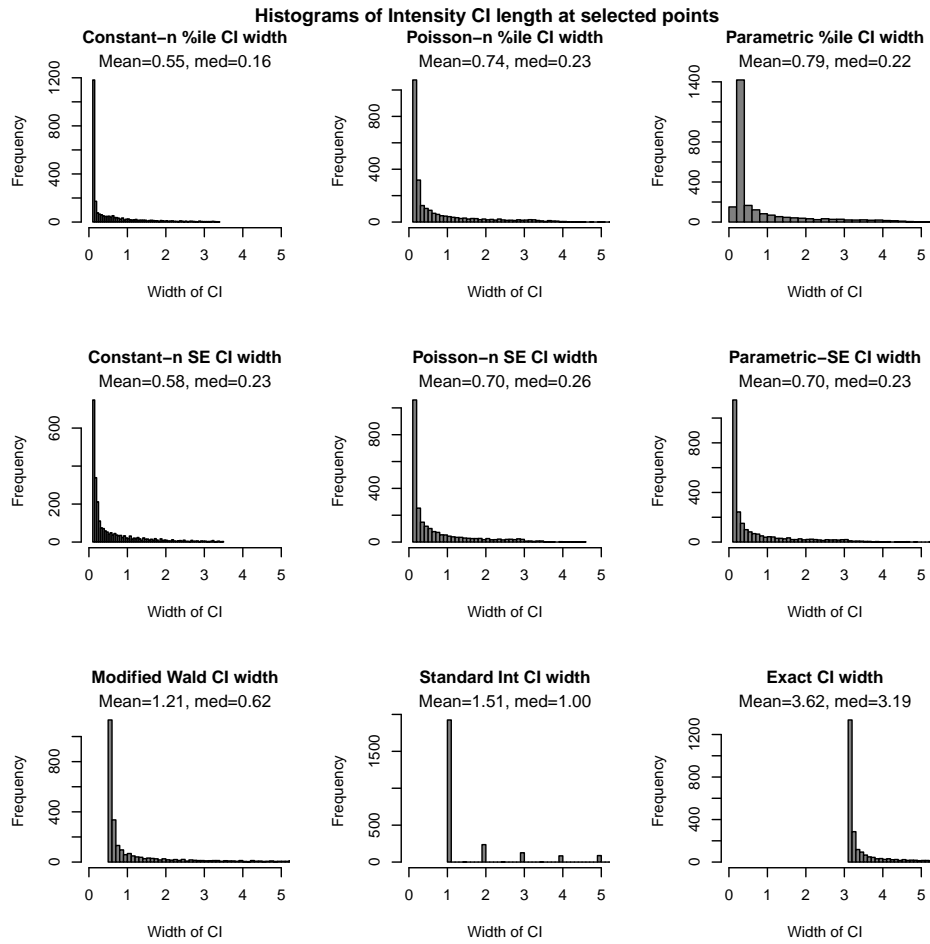 Histograms of Intensity CI length at selected points
Constant−n %ile CI width
Mean=0.55, med=0.16
Frequency
0 400 800 1200
0 1 2 3 4 5
Width of CI
Poisson−n %ile CI width
Mean=0.74, med=0.23
Frequency
0 400 800
0 1 2 3 4 5
Width of CI
Parametric %ile CI width
Mean=0.79, med=0.22
Frequency
0 400 800 1400
0 1 2 3 4 5
Width of CI
Constant−n SE CI width
Mean=0.58, med=0.23
Frequency
0 200 600
0 1 2 3 4 5
Width of CI
Poisson−n SE CI width
Mean=0.70, med=0.26
Frequency
0 400 800
0 1 2 3 4 5
Width of CI
Parametric−SE CI width
Mean=0.70, med=0.23
Frequency
0 400 800
0 1 2 3 4 5
Width of CI
Modified Wald CI width
Mean=1.21, med=0.62
Frequency
0 400 800
0 1 2 3 4 5
Width of CI
Standard Int CI width
Mean=1.51, med=1.00
Frequency
0 500 1500
0 1 2 3 4 5
Width of CI
Exact CI width
Mean=3.62, med=3.19
Frequency
0 400 800 1200
0 1 2 3 4 5
Width of CI